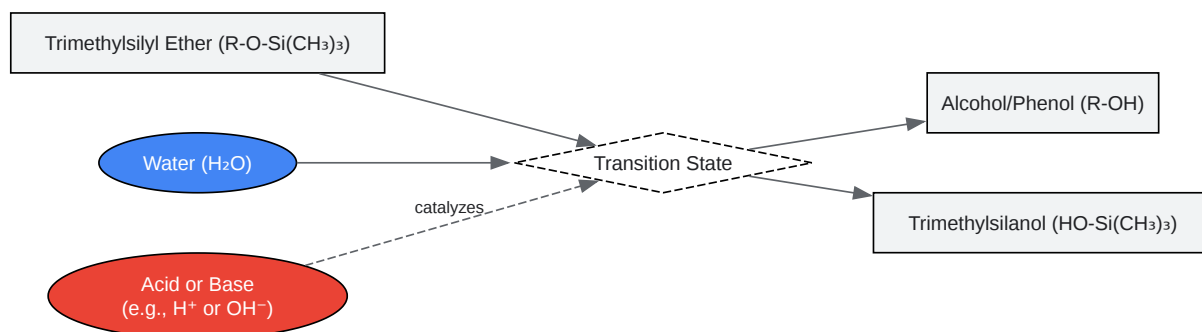 Trimethylsilyl Ether (R-O-Si(CH₃)₃)
Water (H₂O)
catalyzes
Acid or Base
(e.g., H⁺ or OH⁻)
Transition State
Alcohol/Phenol (R-OH)
Trimethylsilanol (HO-Si(CH₃)₃)